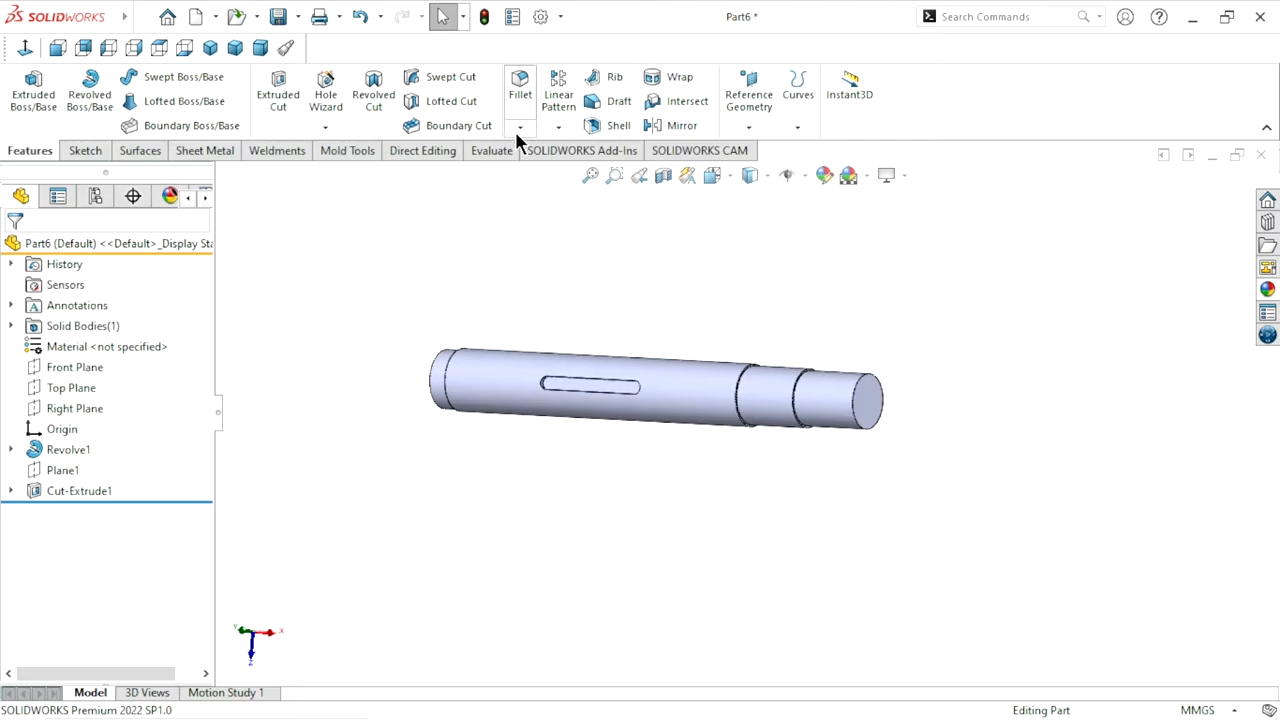 SOLIDWORKS
Part6 *
Search Commands
Extruded Boss/Base
Revolved Boss/Base
Swept Boss/Base
Lofted Boss/Base
Boundary Boss/Base
Extruded Cut
Hole Wizard
Revolved Cut
Swept Cut
Lofted Cut
Boundary Cut
Fillet
Linear Pattern
Rib
Draft
Shell
Wrap
Intersect
Mirror
Reference Geometry
Curves
Instant3D
Features
Sketch
Surfaces
Sheet Metal
Weldments
Mold Tools
Direct Editing
Evaluate
SOLIDWORKS Add-Ins
SOLIDWORKS CAM
Part6 (Default) <<Default>_Display Sta
History
Sensors
Annotations
Solid Bodies(1)
Material <not specified>
Front Plane
Top Plane
Right Plane
Origin
Revolve1
Plane1
Cut-Extrude1
Y
X
Z
Model
3D Views
Motion Study 1
SOLIDWORKS Premium 2022 SP1.0
Editing Part
MMGS